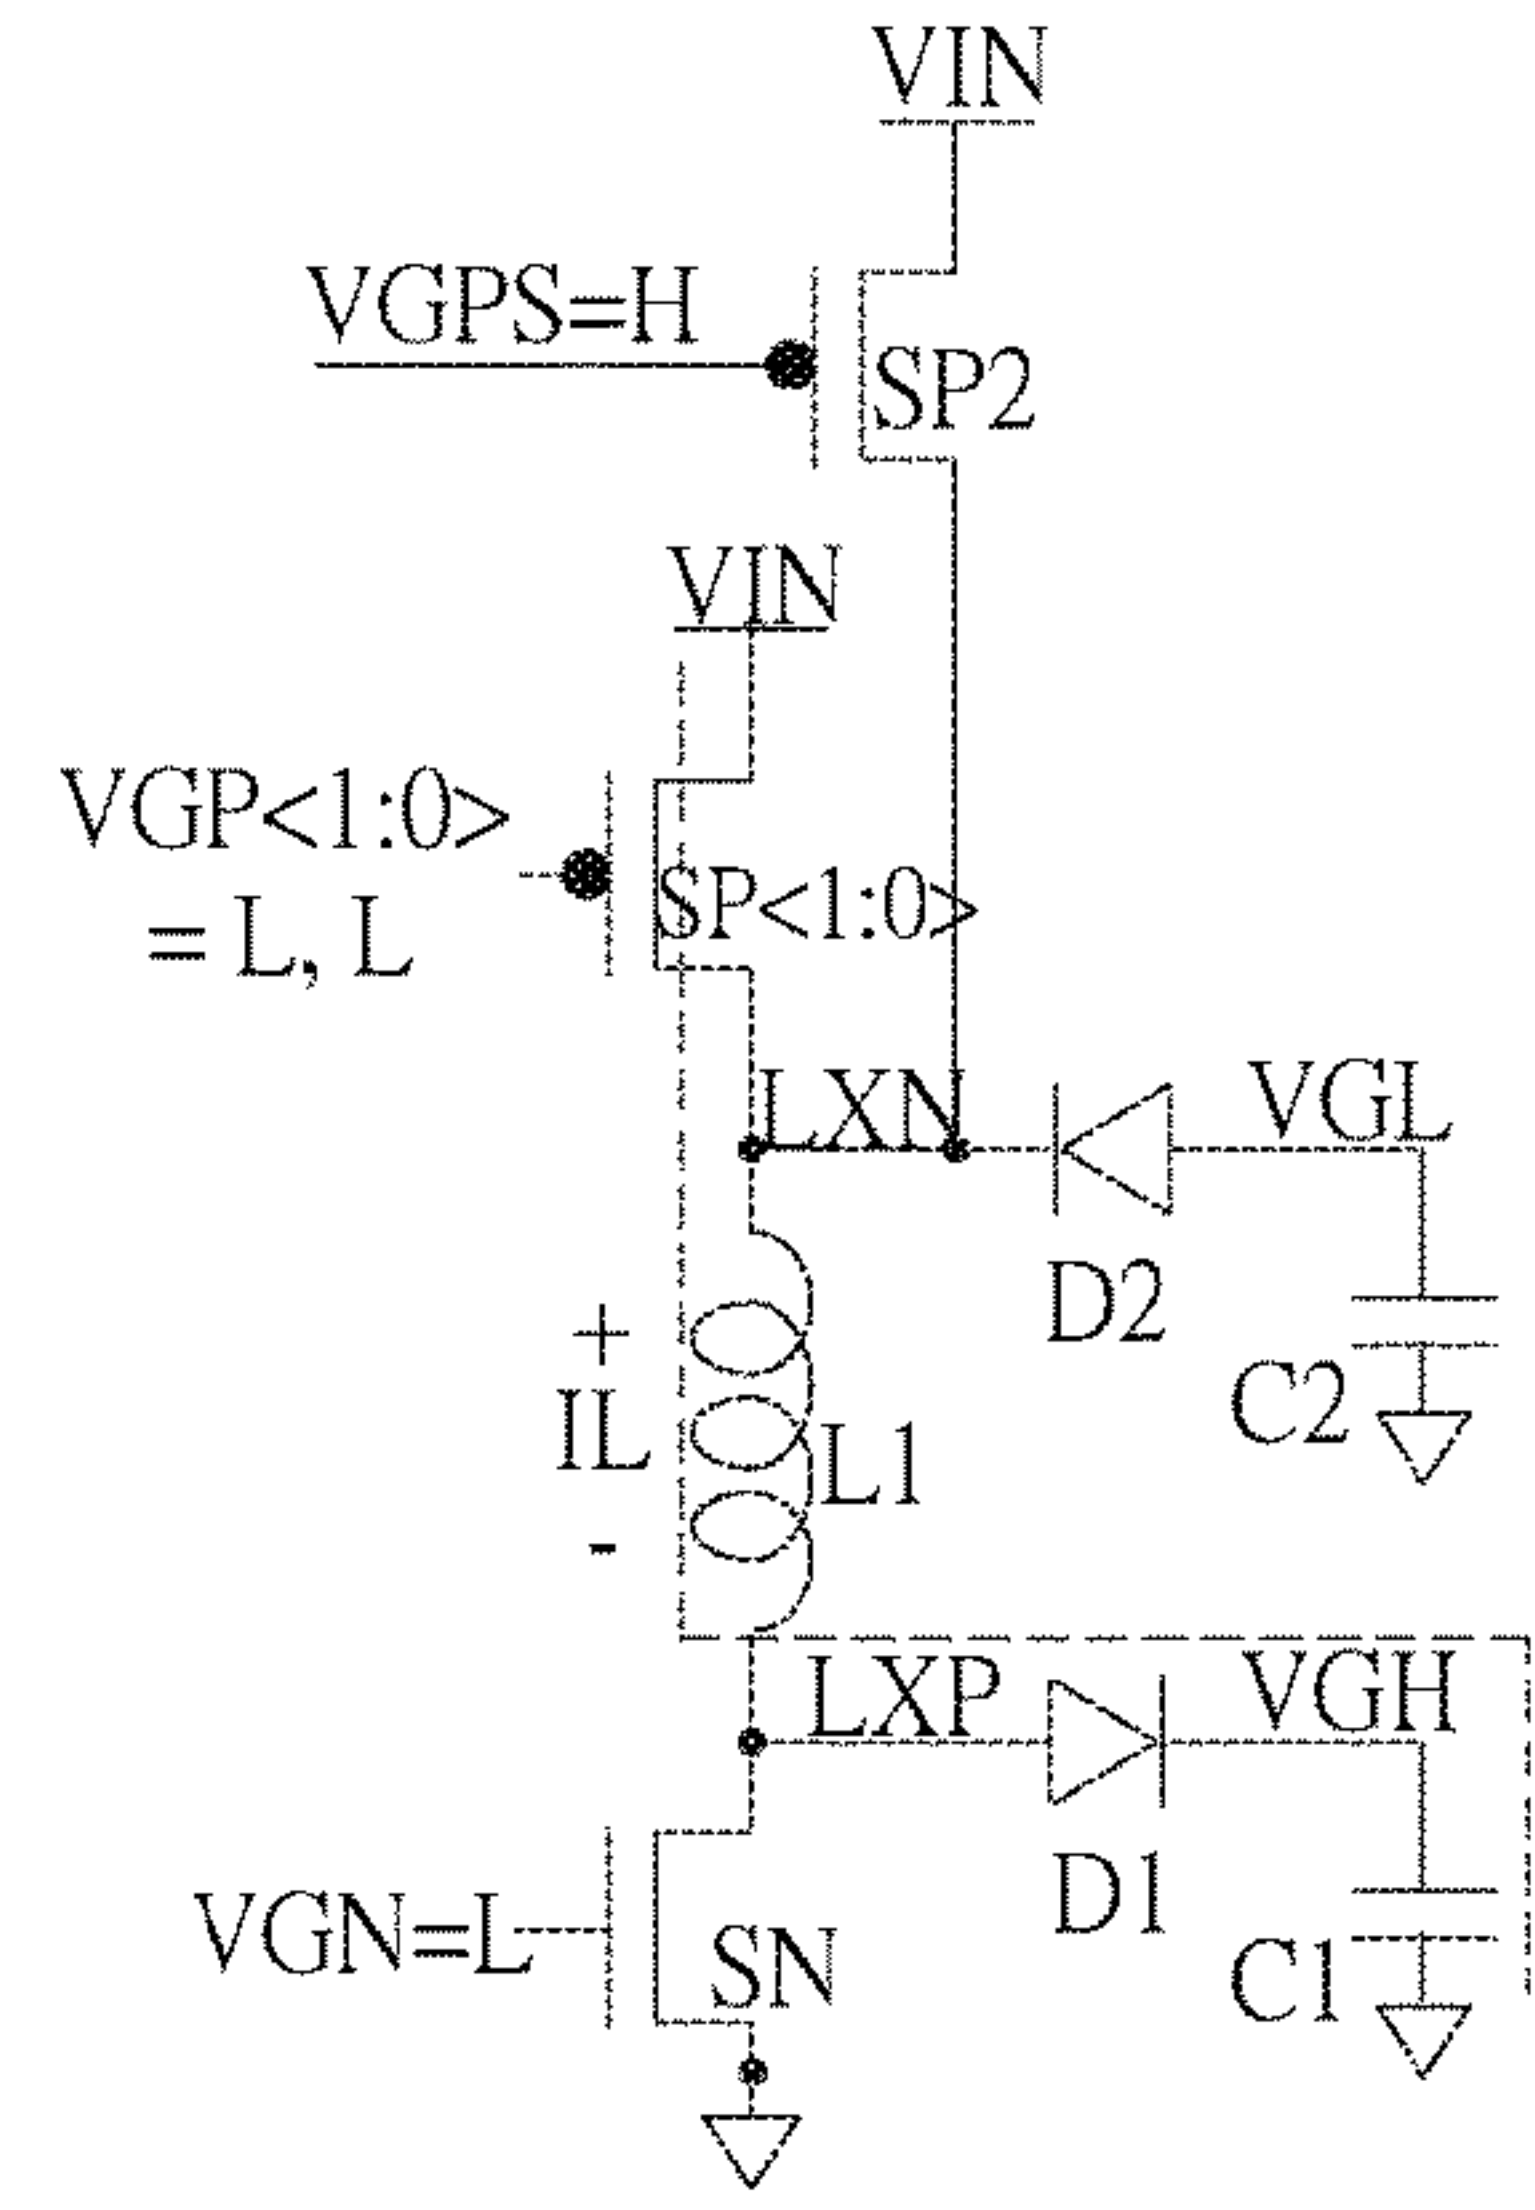 VIN
VGPS=H
SP2
VIN
VGP<1:0>
= L, L
SP<1:0>
LXN
VGL
D2
C2
+
IL
-
L1
LXP
VGH
D1
C1
VGN=L
SN